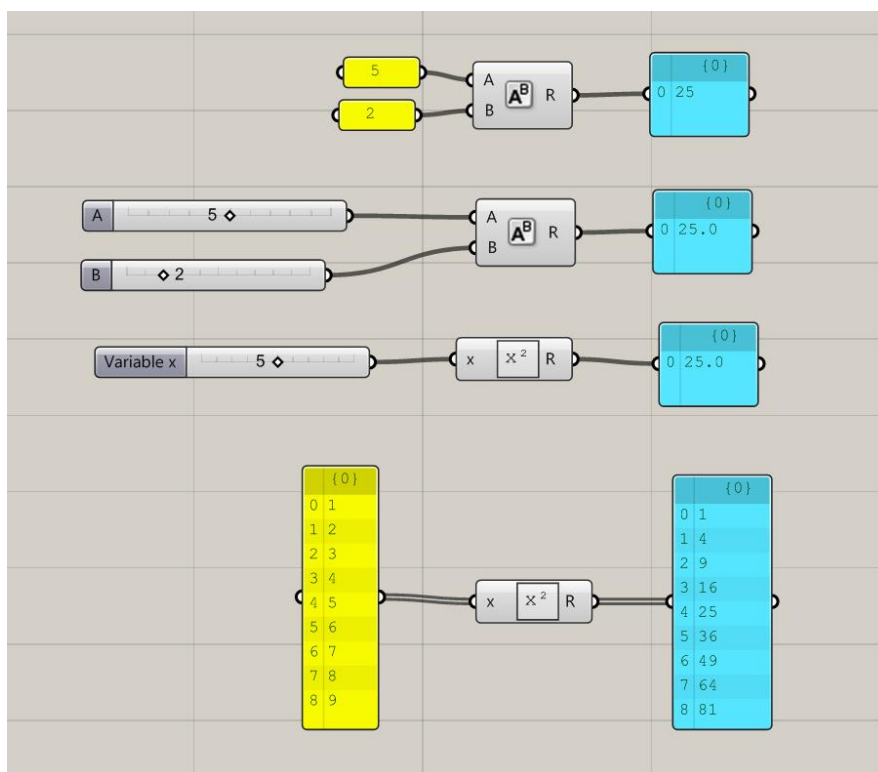 5
A
A^B
R
{0}
0 25
2
B
A
5
A
A^B
R
{0}
0 25.0
B
2
B
Variable x
5
x
X²
R
{0}
0 25.0
{0}
0 1
1 2
2 3
3 4
4 5
5 6
6 7
7 8
8 9
x
X²
R
{0}
0 1
1 4
2 9
3 16
4 25
5 36
6 49
7 64
8 81